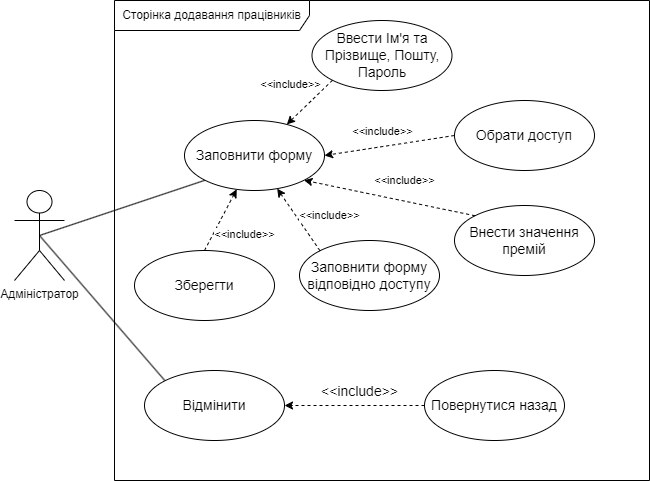 Сторінка додавання працівників
Ввести Ім'я та
Прізвище, Пошту,
Пароль
<<include>>
<<include>>
Обрати доступ
Заповнити форму
<<include>>
<<include>>
<<include>>
Внести значення
премій
Зберегти
Заповнити форму
відповідно доступу
Адміністратор
<<include>>
Відмінити
Повернутися назад